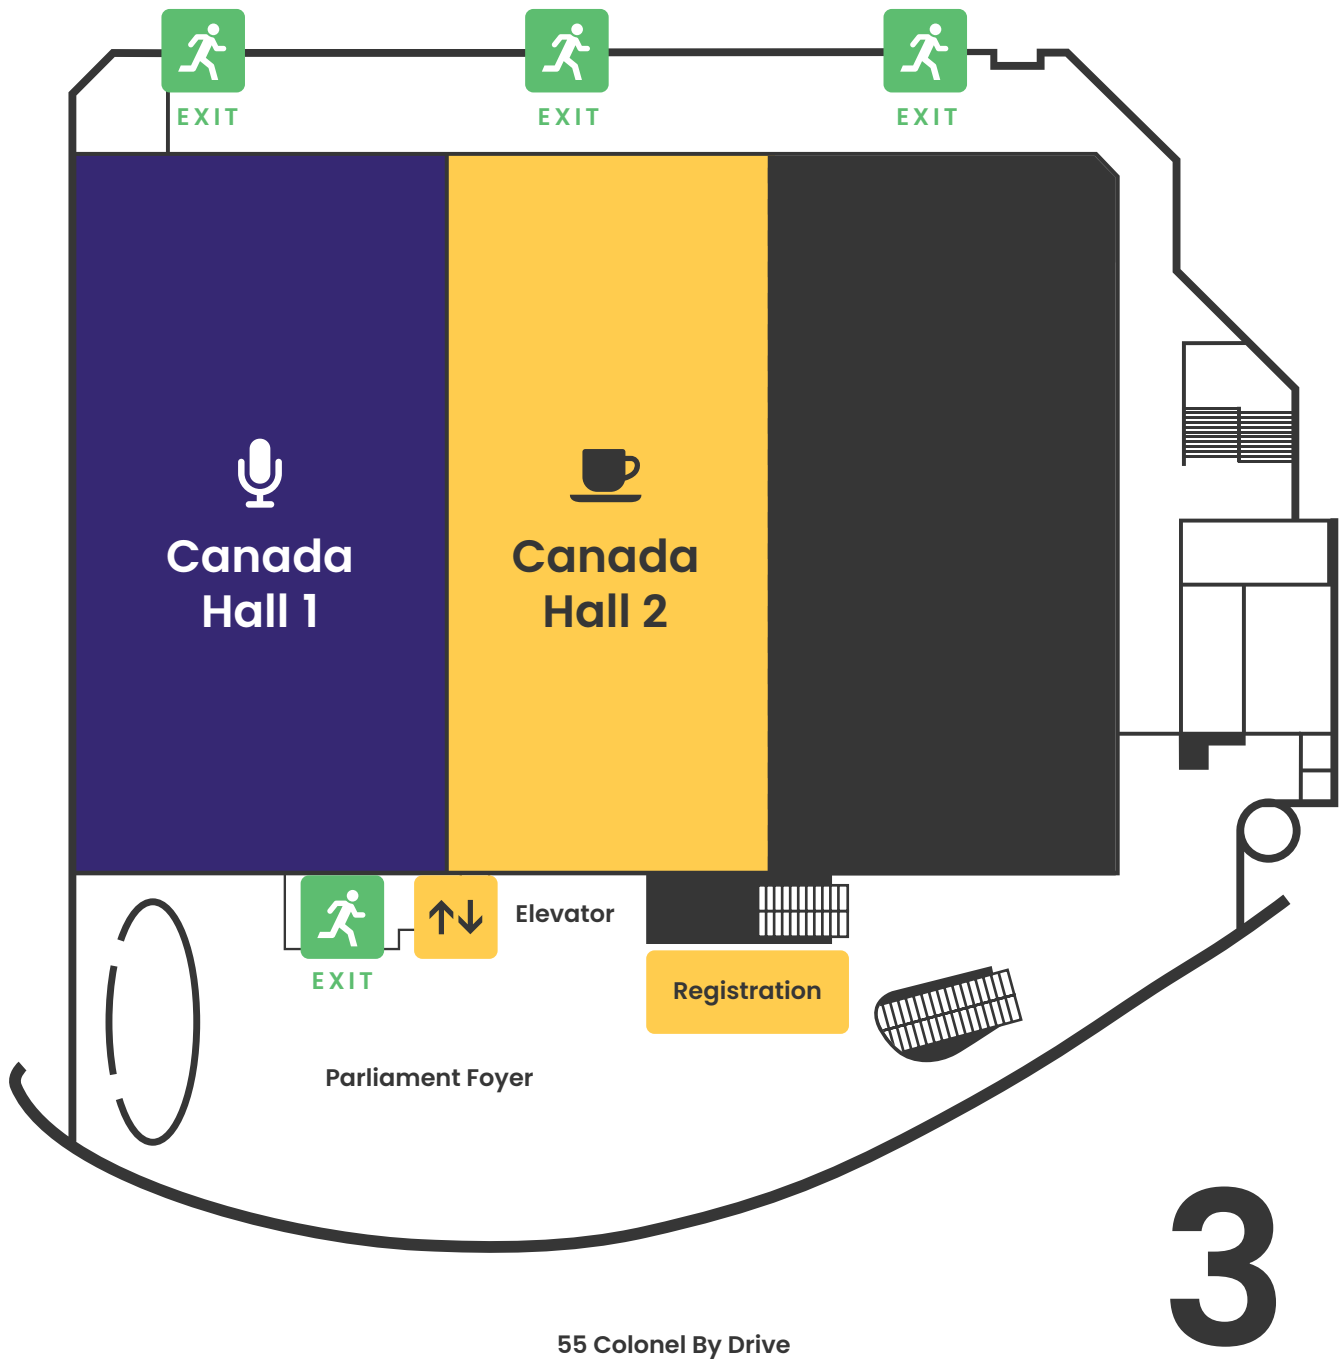 EXIT
EXIT
EXIT
Canada
Hall 1
Canada
Hall 2
Elevator
EXIT
Registration
Parliament Foyer
3
55 Colonel By Drive